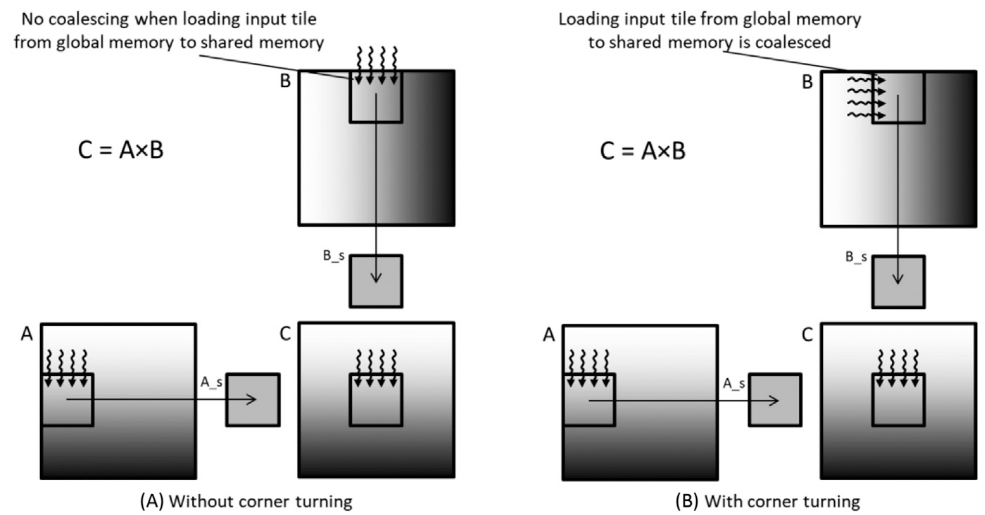 No coalescing when loading input tile
from global memory to shared memory
B
C = A×B
B_s
A
A_s
C
(A) Without corner turning
Loading input tile from global memory
to shared memory is coalesced
B
C = A×B
B_s
A
A_s
C
(B) With corner turning